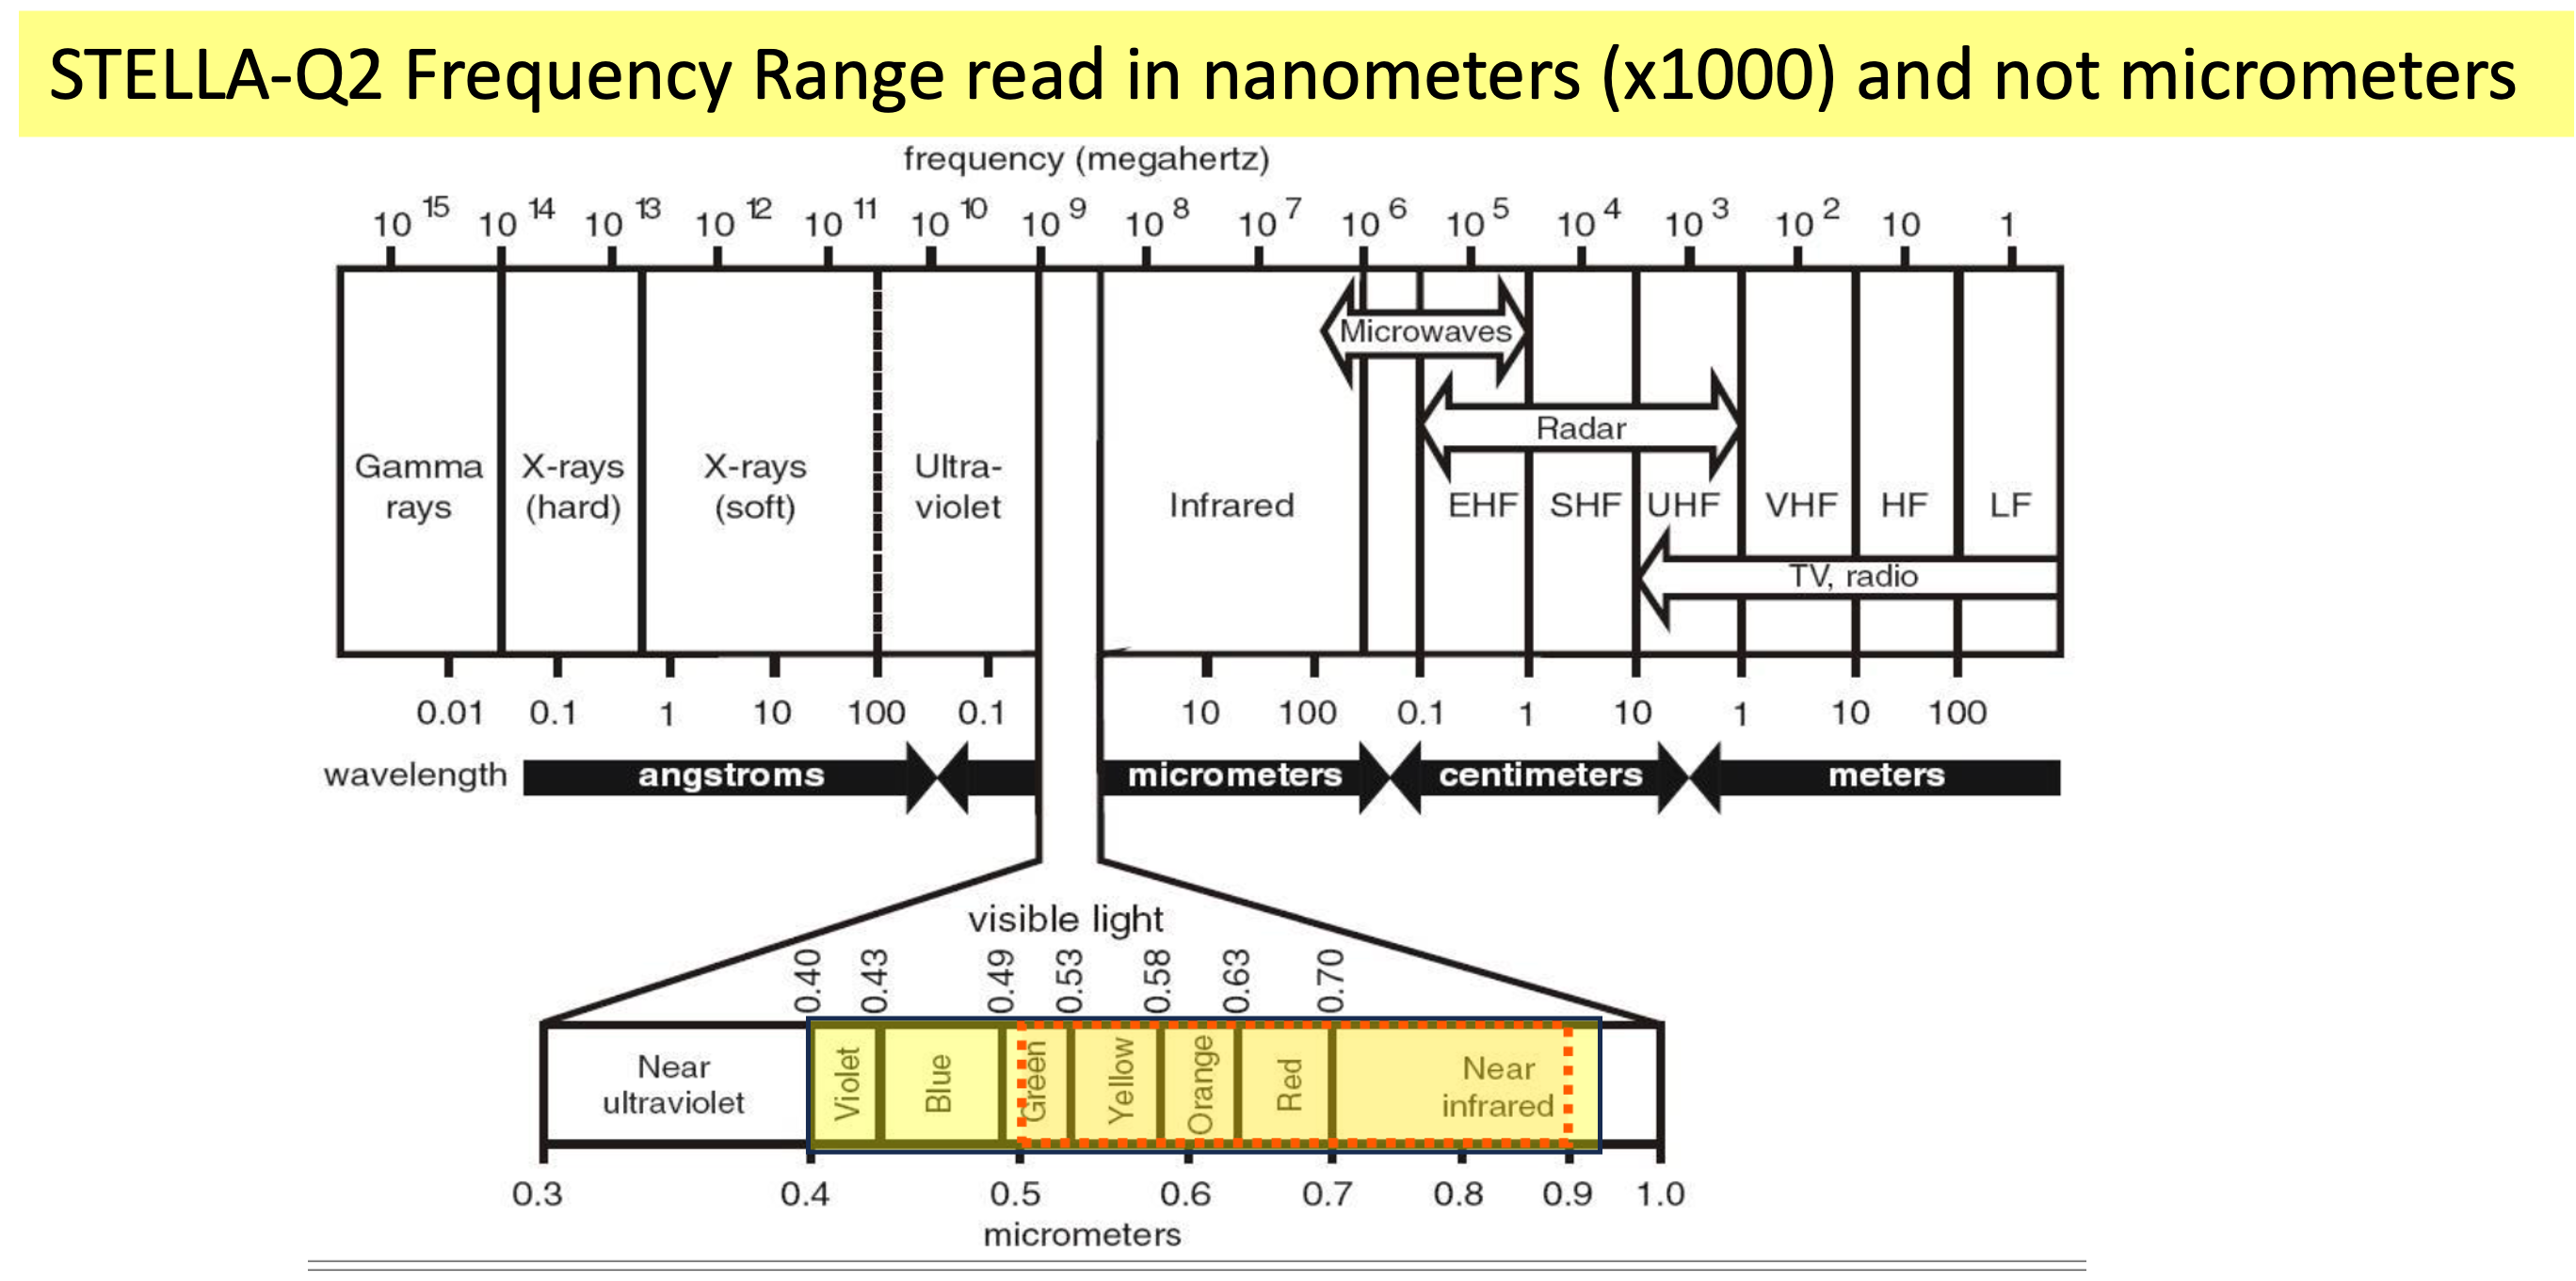 STELLA-Q2 Frequency Range read in nanometers (x1000) and not micrometers
frequency (megahertz)
10 15 10 14 10 13 10 12 10 11 10 10 10 9 10 8 10 7 10 6 10 5 10 4 10 3 10 2 10 1
Microwaves
Radar
Gamma rays
X-rays (hard)
X-rays (soft)
Ultra-
violet
Infrared
EHF SHF UHF VHF HF LF
TV, radio
0.01 0.1 1 10 100 0.1 10 100 0.1 1 10 1 10 100
wavelength angstroms micrometers centimeters meters
visible light
0.40 0.43 0.49 0.53 0.58 0.63 0.70
Near
ultraviolet
Violet
Blue
Green
Yellow
Orange
Red
Near
infrared
0.3 0.4 0.5 0.6 0.7 0.8 0.9 1.0
micrometers